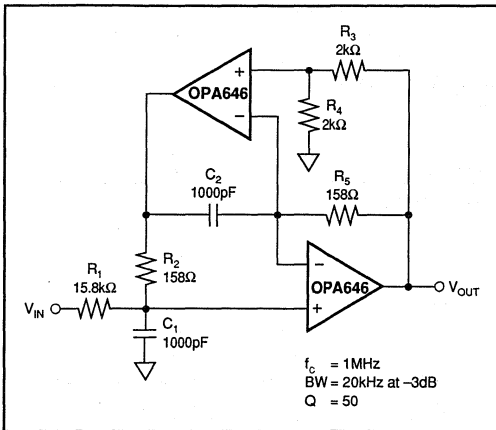 R3
2kΩ
+
OPA646
−
R4
2kΩ
C2
1000pF
R5
158Ω
R2
158Ω
R1
15.8kΩ
−
OPA646
+
VOUT
VIN
C1
1000pF
fc = 1MHz
BW = 20kHz at –3dB
Q = 50